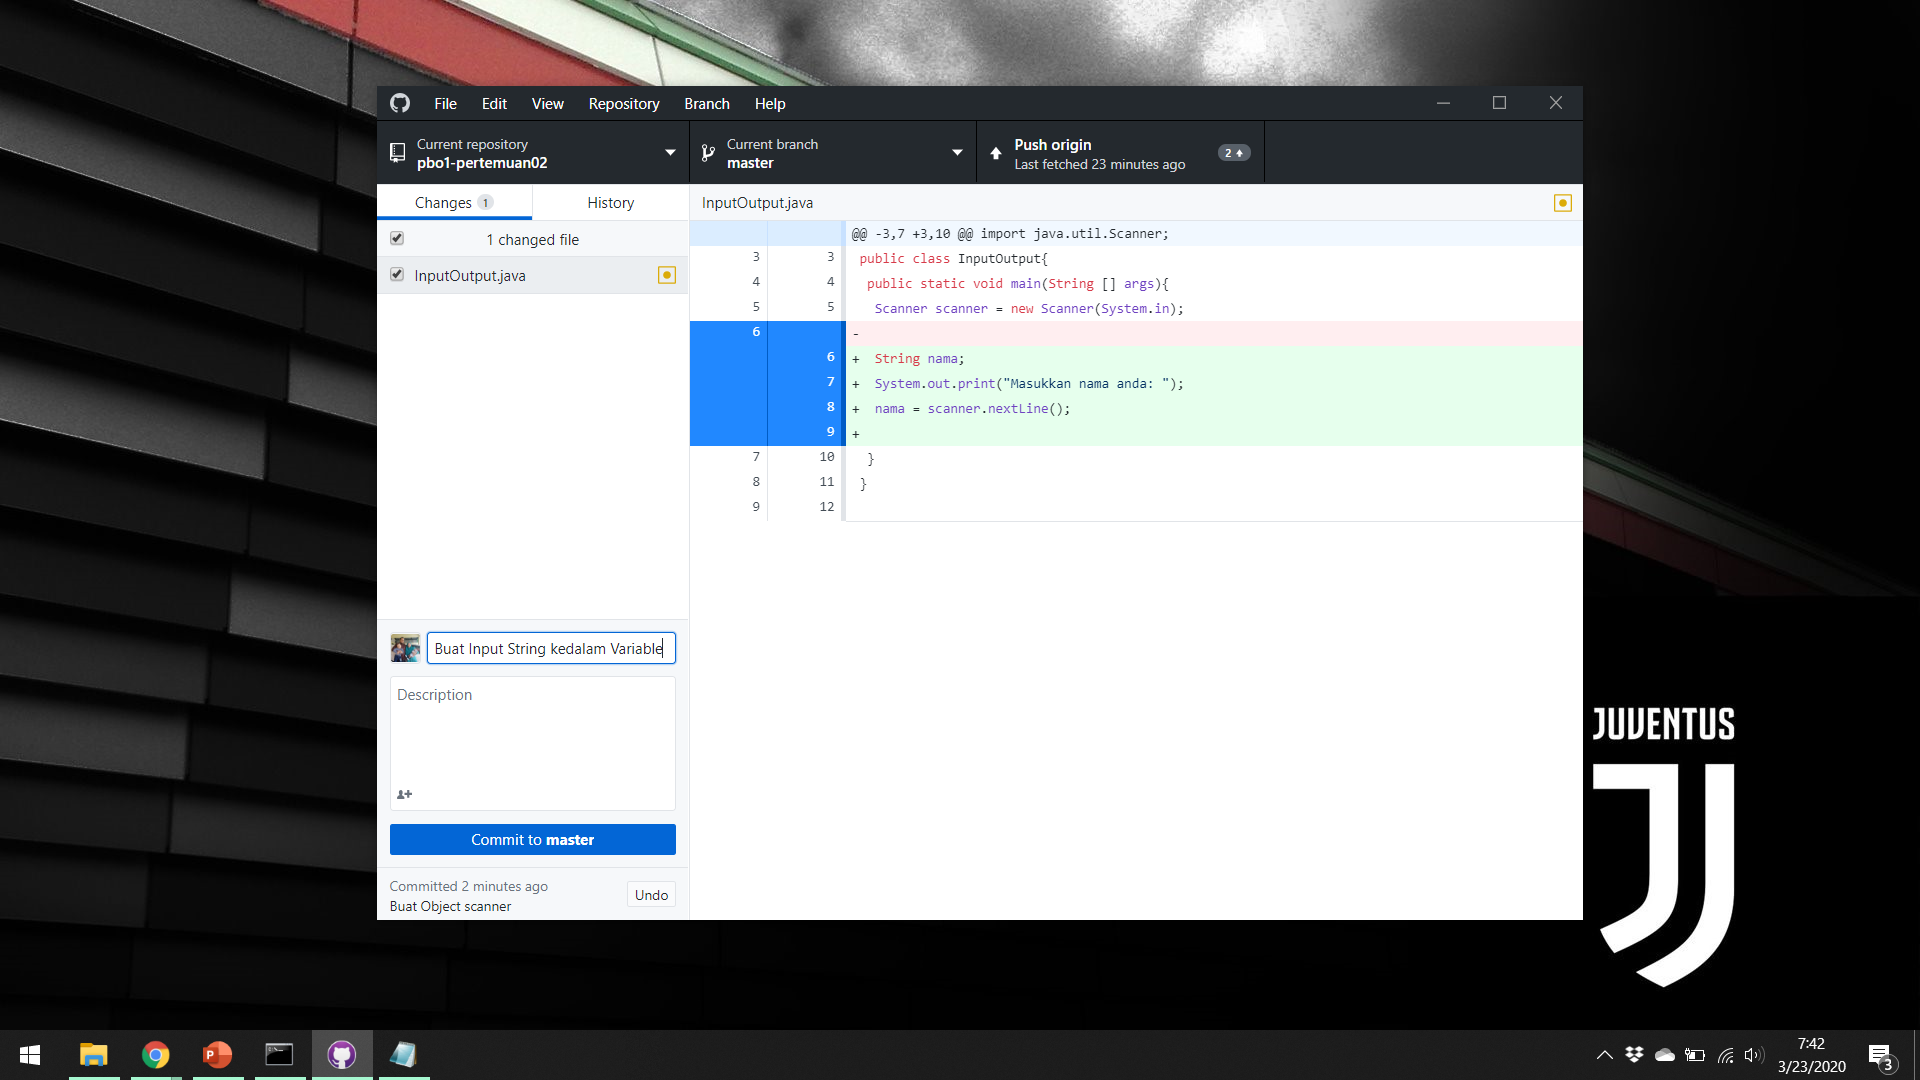 File Edit View Repository Branch Help
Current repository
pbo1-pertemuan02
Current branch
master
Push origin
Last fetched 23 minutes ago
2
Changes 1
History
InputOutput.java
1 changed file
InputOutput.java
@@ -3,7 +3,10 @@ import java.util.Scanner;
3 3 public class InputOutput{
4 4 public static void main(String [] args){
5 5 Scanner scanner = new Scanner(System.in);
6 -
6 + String nama;
7 + System.out.print("Masukkan nama anda: ");
8 + nama = scanner.nextLine();
9 +
7 10 }
8 11 }
9 12
Buat Input String kedalam Variable
Description
Commit to master
Committed 2 minutes ago
Buat Object scanner
Undo
JUVENTUS
7:42
3/23/2020
3